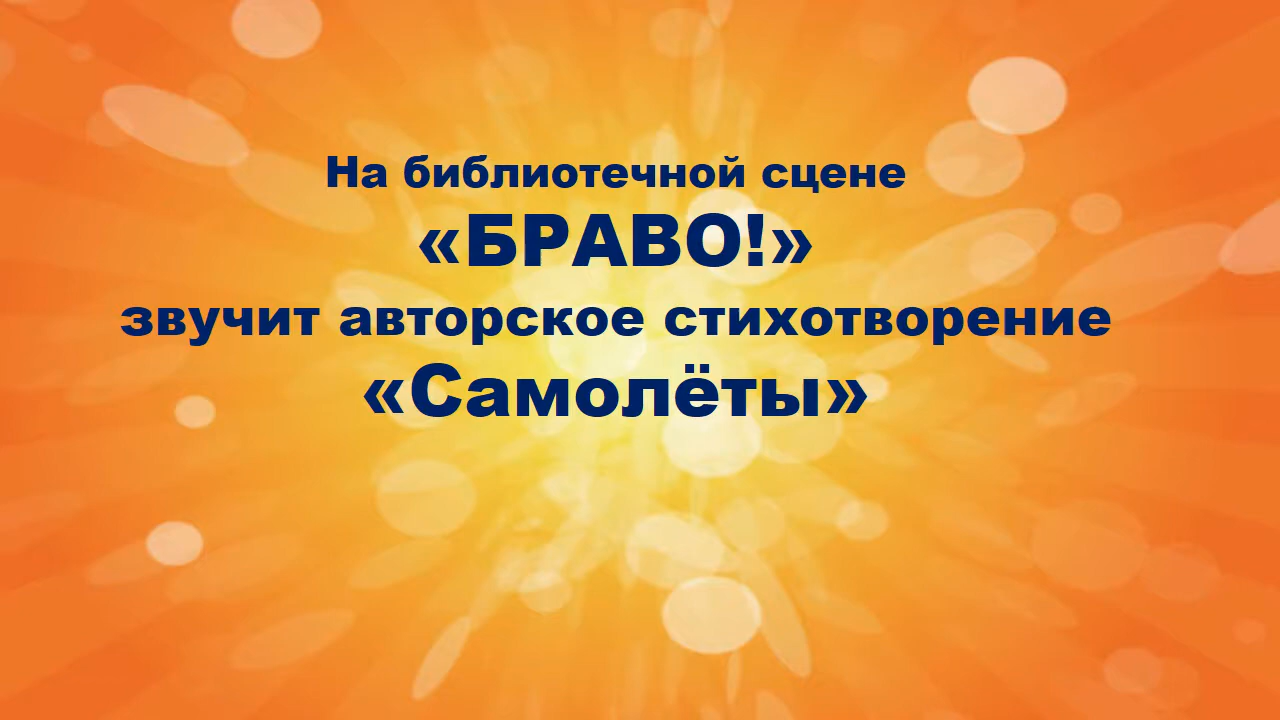 На библиотечной сцене
«БРАВО!»
звучит авторское стихотворение
«Самолёты»